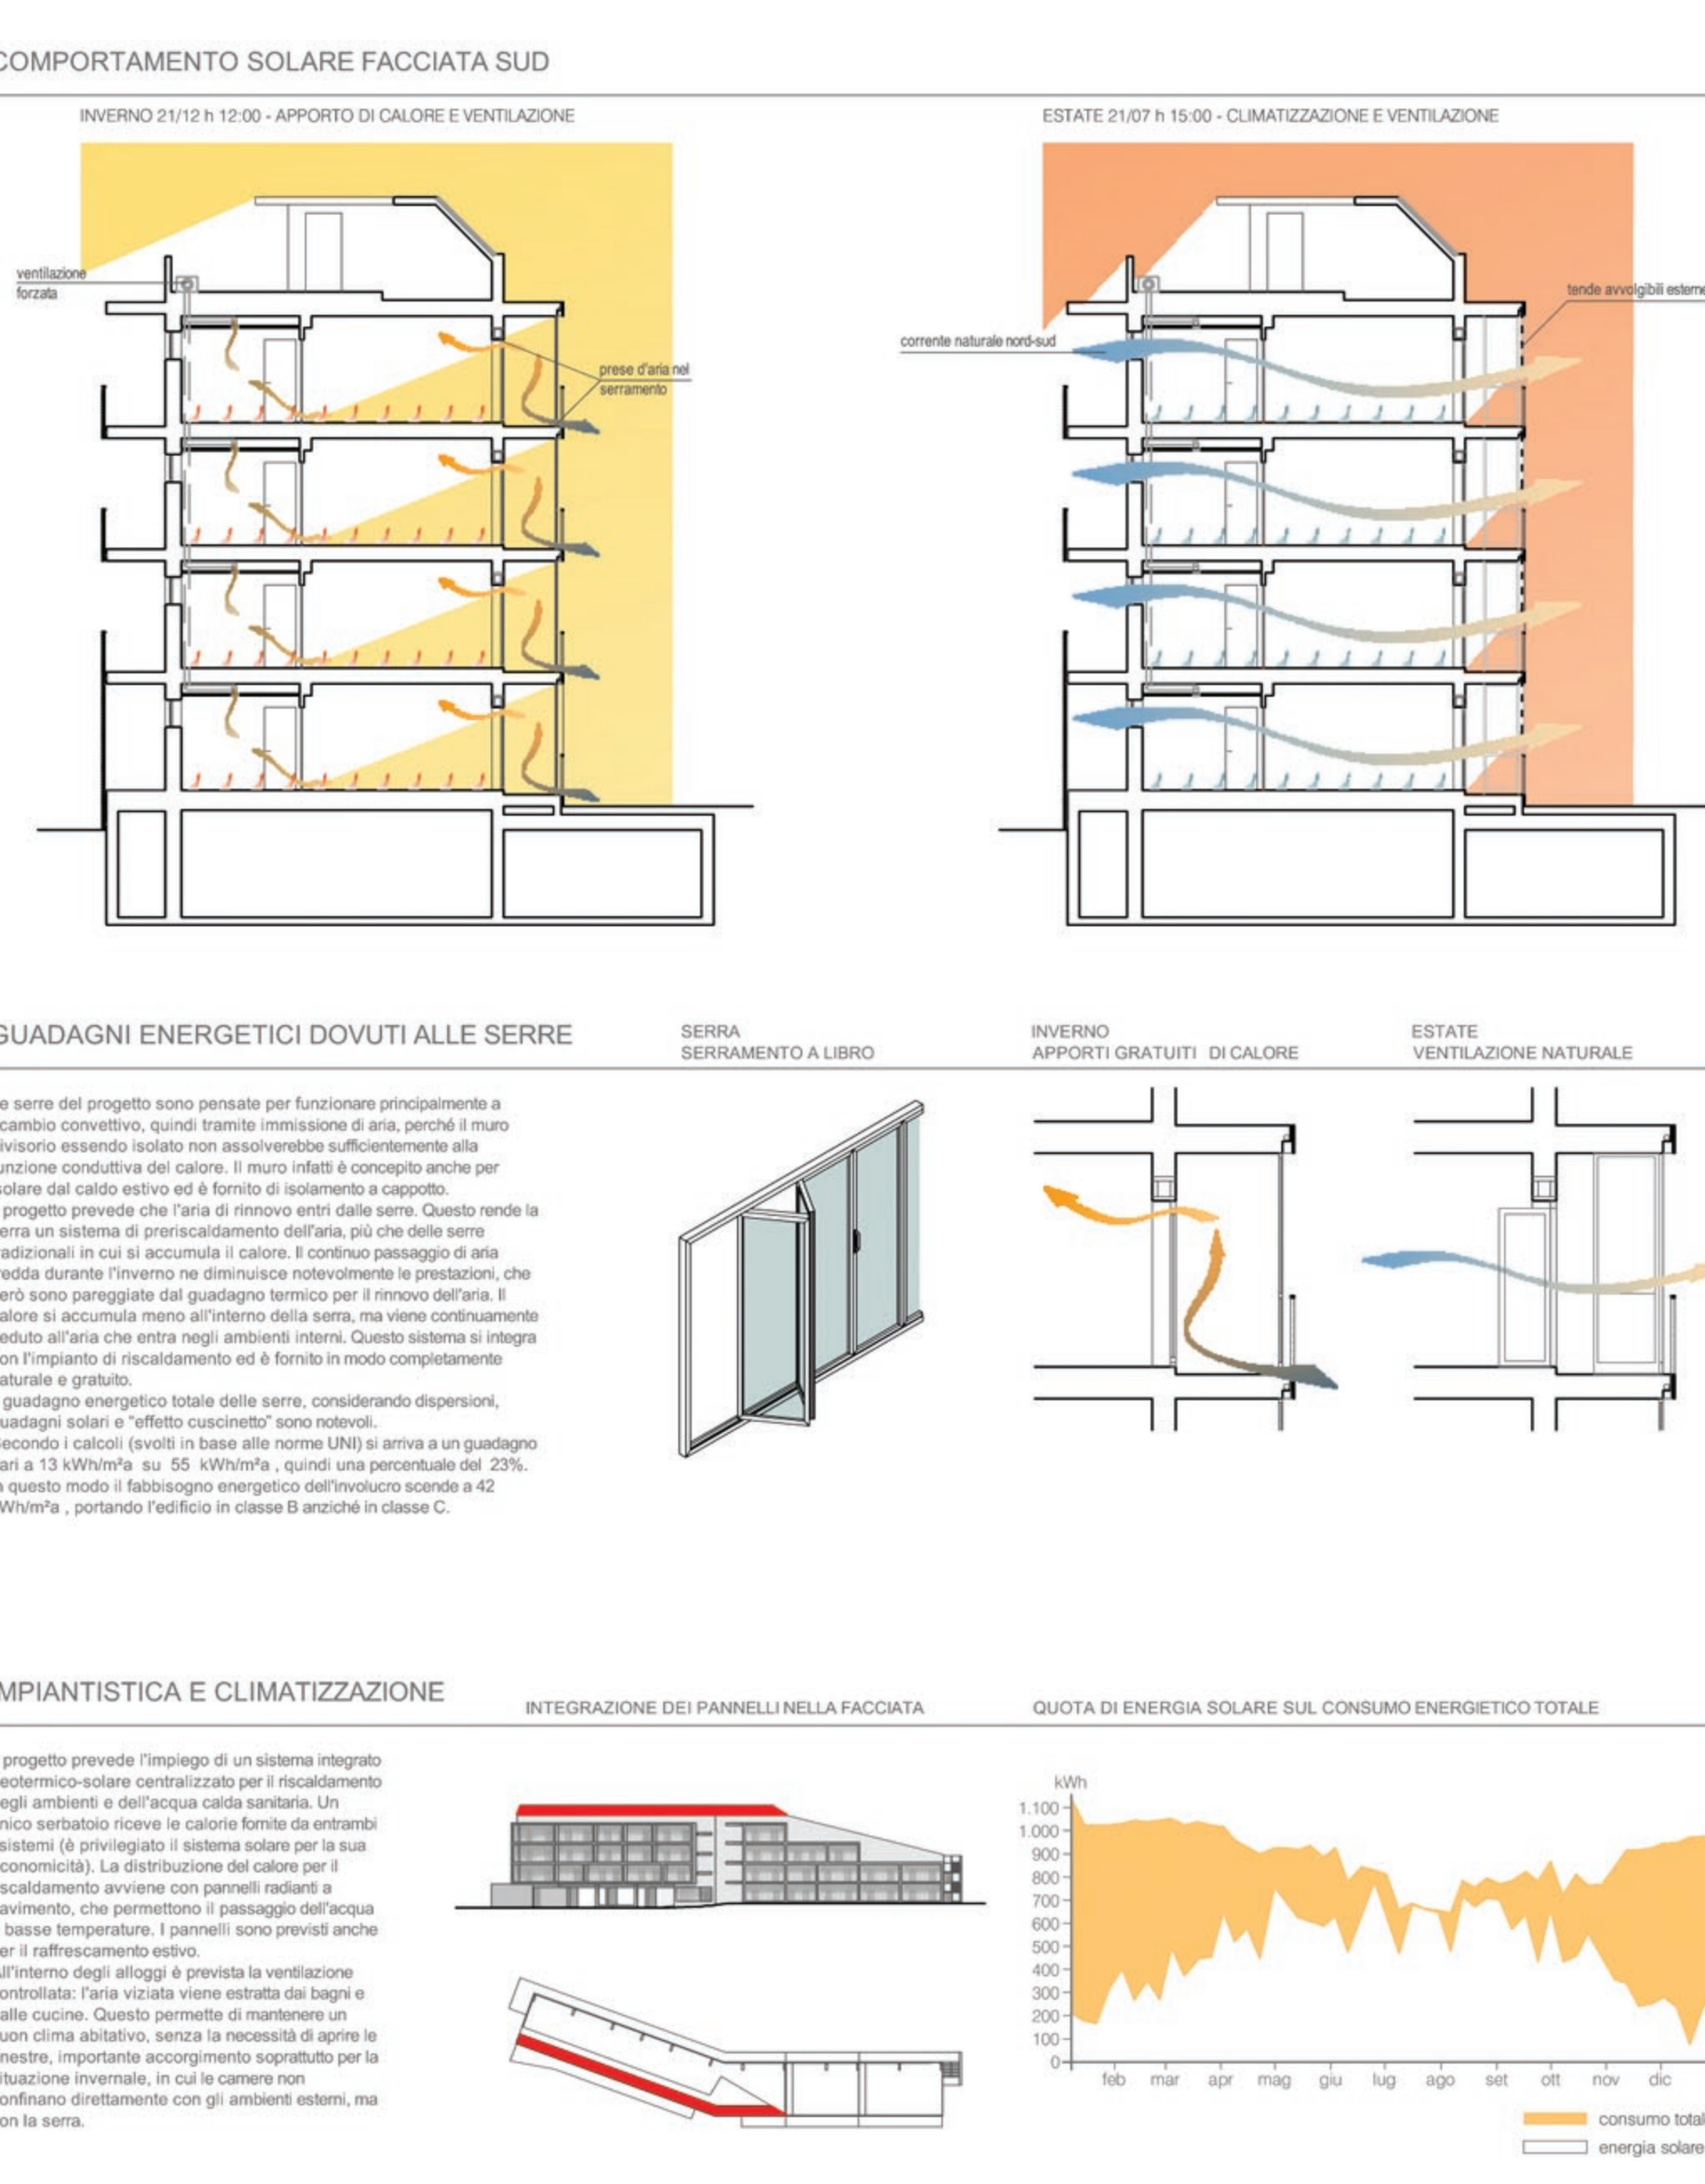 COMPORTAMENTO SOLARE FACCIATA SUD
INVERNO 21/12 h 12:00 - APPORTO DI CALORE E VENTILAZIONE
ESTATE 21/07 h 15:00 - CLIMATIZZAZIONE E VENTILAZIONE
ventilazione
forzata
prese d'aria nel
serramento
corrente naturale nord-sud
tende avvolgibili esterne
GUADAGNI ENERGETICI DOVUTI ALLE SERRE
e serre del progetto sono pensate per funzionare principalmente a
cambio convettivo, quindi tramite immissione di aria, perché il muro
ivisorio essendo isolato non assolverebbe sufficientemente alla
unzione conduttiva del calore. Il muro infatti è concepito anche per
solare dal caldo estivo ed è fornito di isolamento a cappotto.
progetto prevede che l'aria di rinnovo entri dalle serre. Questo rende la
erra un sistema di preriscaldamento dell'aria, più che delle serre
radizionali in cui si accumula il calore. Il continuo passaggio di aria
redda durante l'inverno ne diminuisce notevolmente le prestazioni, che
erò sono pareggiate dal guadagno termico per il rinnovo dell'aria. Il
alore si accumula meno all'interno della serra, ma viene continuamente
eduto all'aria che entra negli ambienti interni. Questo sistema si integra
on l'impianto di riscaldamento ed è fornito in modo completamente
aturale e gratuito.
guadagno energetico totale delle serre, considerando dispersioni,
uadagni solari e "effetto cuscinetto" sono notevoli.
Secondo i calcoli (svolti in base alle norme UNI) si arriva a un guadagno
ari a 13 kWh/m²a su 55 kWh/m²a , quindi una percentuale del 23%.
n questo modo il fabbisogno energetico dell'involucro scende a 42
Wh/m²a , portando l'edificio in classe B anziché in classe C.
SERRA
SERRAMENTO A LIBRO
INVERNO
APPORTI GRATUITI DI CALORE
ESTATE
VENTILAZIONE NATURALE
MPIANTISTICA E CLIMATIZZAZIONE
progetto prevede l'impiego di un sistema integrato
eotermico-solare centralizzato per il riscaldamento
egli ambienti e dell'acqua calda sanitaria. Un
nico serbatoio riceve le calorie fornite da entrambi
sistemi (è privilegiato il sistema solare per la sua
conomicità). La distribuzione del calore per il
scaldamento avviene con pannelli radianti a
avimento, che permettono il passaggio dell'acqua
basse temperature. I pannelli sono previsti anche
er il raffrescamento estivo.
ll'interno degli alloggi è prevista la ventilazione
ontrollata: l'aria viziata viene estratta dai bagni e
alle cucine. Questo permette di mantenere un
uon clima abitativo, senza la necessità di aprire le
nestre, importante accorgimento soprattutto per la
ituazione invernale, in cui le camere non
onfinano direttamente con gli ambienti esterni, ma
on la serra.
INTEGRAZIONE DEI PANNELLI NELLA FACCIATA
QUOTA DI ENERGIA SOLARE SUL CONSUMO ENERGIETICO TOTALE
kWh
1.100
1.000
900
800
700
600
500
400
300
200
100
0
feb mar apr mag giu lug ago set ott nov dic
consumo total
energia solare